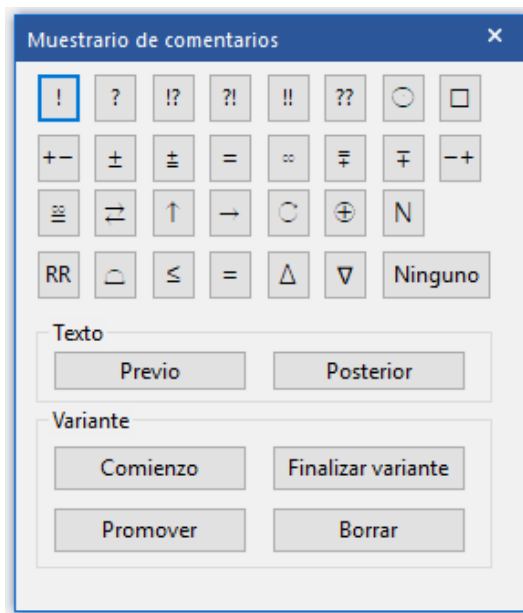 Muestrario de comentarios ×
! ? !? ?! !! ?? ○ □
+− ± ⩲ = ∞ ⩱ ∓ −+
⇄ ↑ → ⊕ N
RR ⌓ ≤ = Δ ∇ Ninguno
Texto
Previo Posterior
Variante
Comienzo Finalizar variante
Promover Borrar